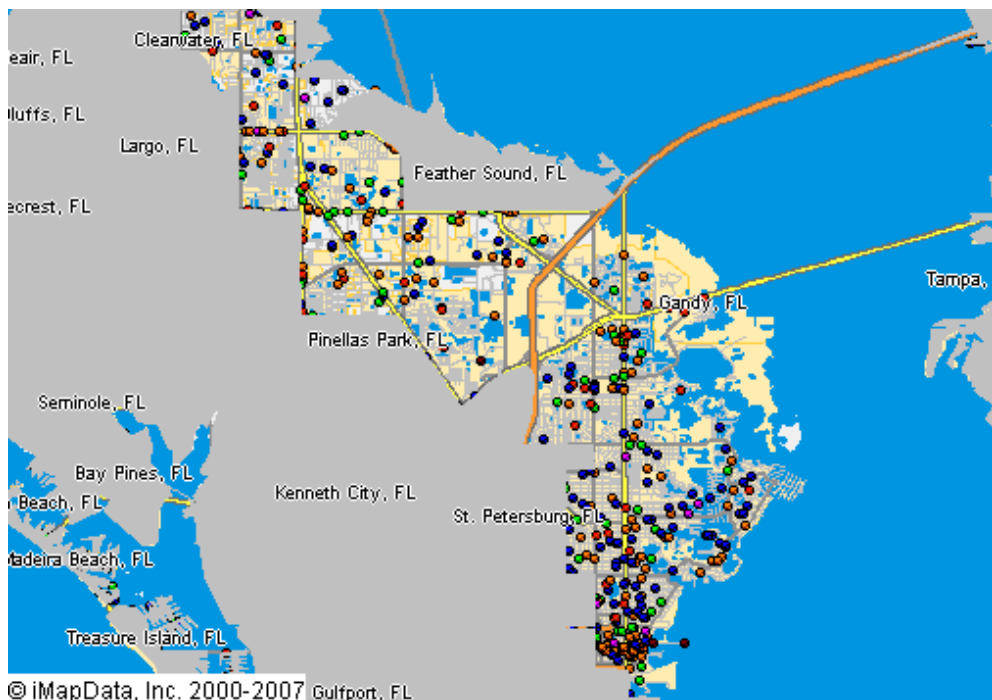 Clearwater, FL
eair, FL
luffs, FL
Largo, FL
Feather Sound, FL
ecrest, FL
Tampa,
Gandy, FL
Pinellas Park, FL
Seminole, FL
Bay Pines, FL
Kenneth City, FL
Beach, FL
St. Petersburg, FL
Madeira Beach, FL
Treasure Island, FL
© iMapData, Inc. 2000-2007
Gulfport, FL